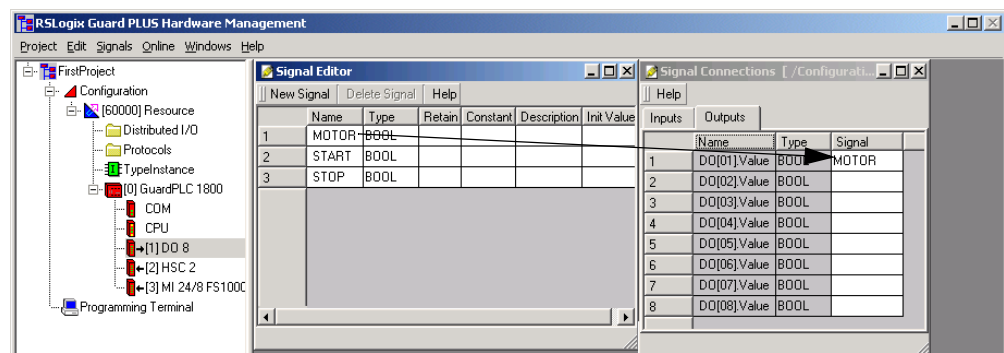 RSLogix Guard PLUS Hardware Management
Project Edit Signals Online Windows Help
FirstProject
Configuration
[60000] Resource
Distributed I/O
Protocols
TypeInstance
[0] GuardPLC 1800
COM
CPU
[1] DO 8
[2] HSC 2
[3] MI 24/8 FS100C
Programming Terminal
Signal Editor
New Signal Delete Signal Help
Name Type Retain Constant Description Init Value
1 MOTOR BOOL
2 START BOOL
3 STOP BOOL
Signal Connections [ /Configurati...
Help
Inputs Outputs
Name Type Signal
1 DO[01].Value BOOL MOTOR
2 DO[02].Value BOOL
3 DO[03].Value BOOL
4 DO[04].Value BOOL
5 DO[05].Value BOOL
6 DO[06].Value BOOL
7 DO[07].Value BOOL
8 DO[08].Value BOOL